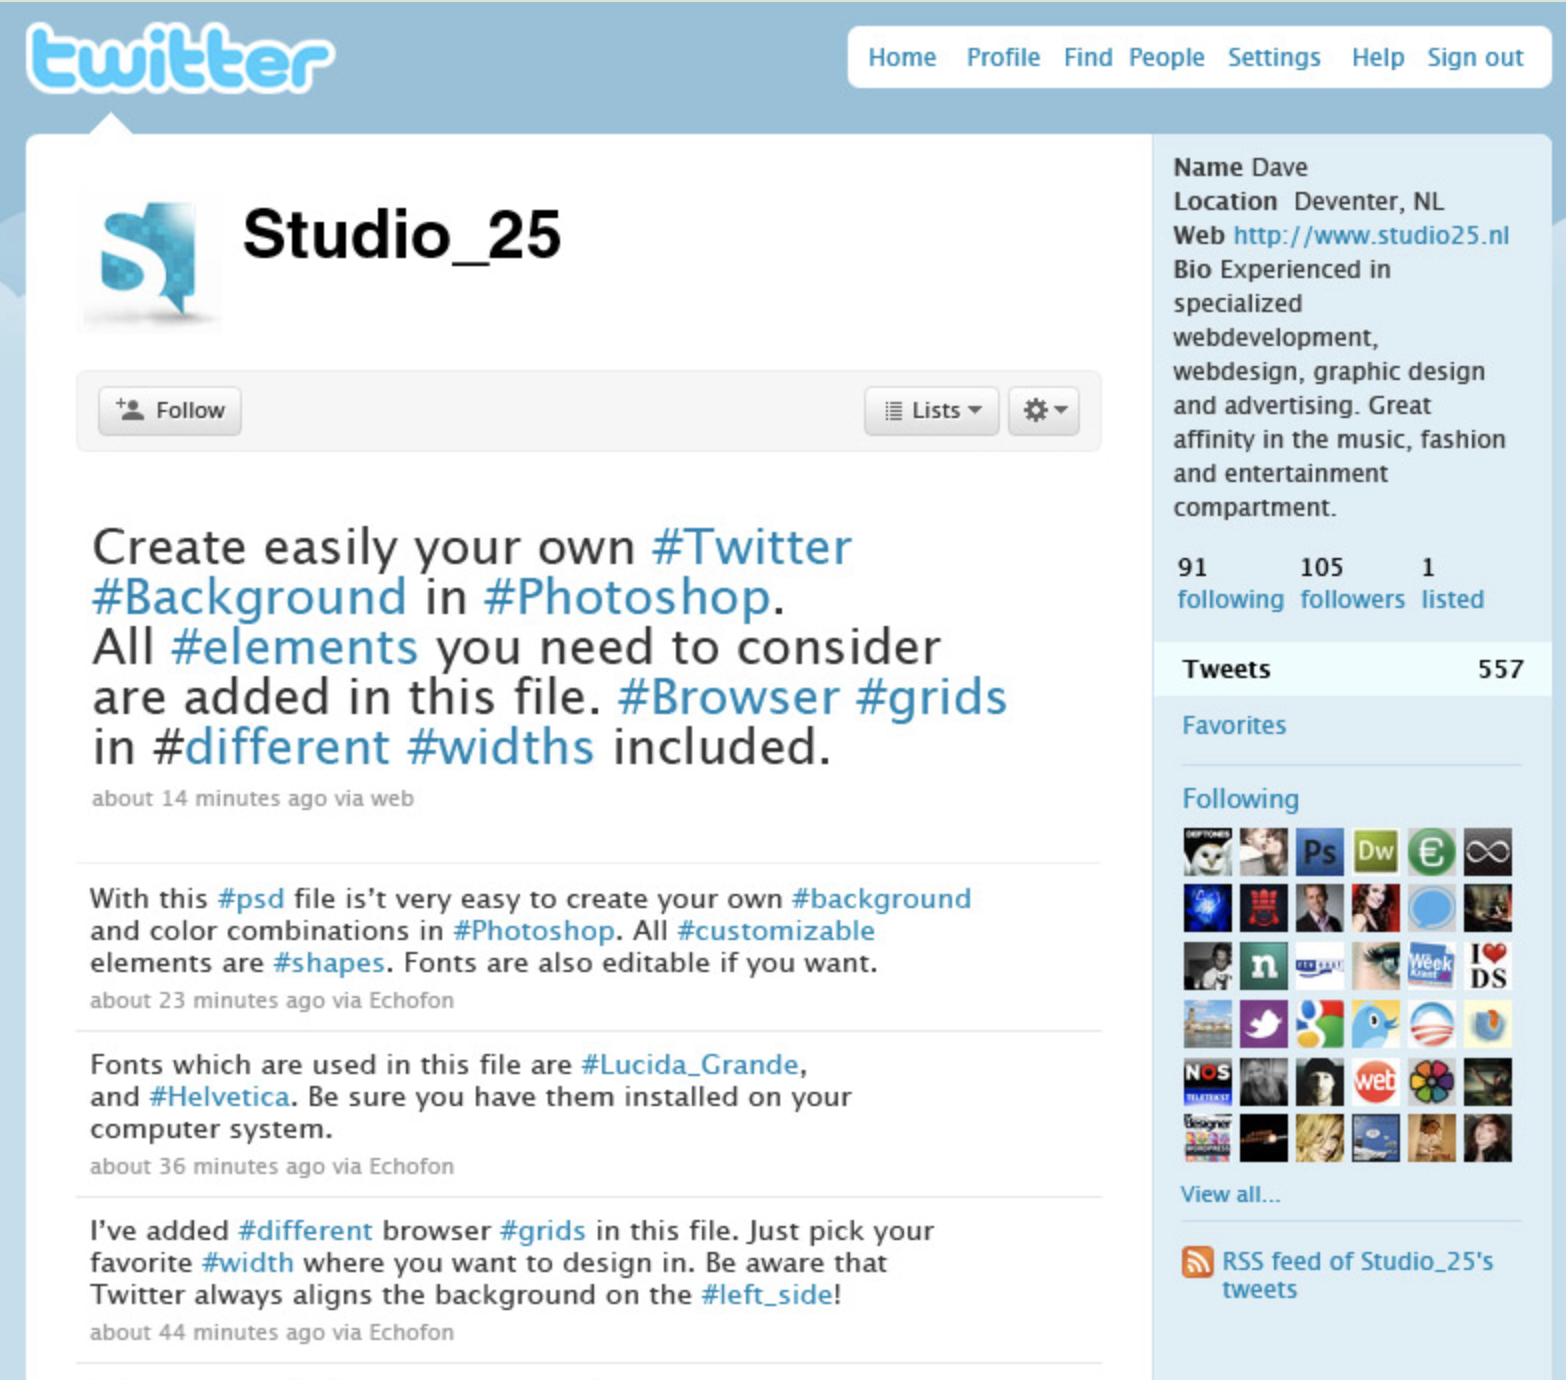 twitter
Home Profile Find People Settings Help Sign out
Studio_25
Follow
Lists
Create easily your own #Twitter
#Background in #Photoshop.
All #elements you need to consider
are added in this file. #Browser #grids
in #different #widths included.
about 14 minutes ago via web
With this #psd file is't very easy to create your own #background
and color combinations in #Photoshop. All #customizable
elements are #shapes. Fonts are also editable if you want.
about 23 minutes ago via Echofon
Fonts which are used in this file are #Lucida_Grande,
and #Helvetica. Be sure you have them installed on your
computer system.
about 36 minutes ago via Echofon
I've added #different browser #grids in this file. Just pick your
favorite #width where you want to design in. Be aware that
Twitter always aligns the background on the #left_side!
about 44 minutes ago via Echofon
Name Dave
Location Deventer, NL
Web http://www.studio25.nl
Bio Experienced in
specialized
webdevelopment,
webdesign, graphic design
and advertising. Great
affinity in the music, fashion
and entertainment
compartment.
91 105 1
following followers listed
Tweets 557
Favorites
Following
DEFTONES
Ps
Dw
€
n
Week
I ❤ DS
NOS
TELETEKST
web
designer
WORDPRESS
View all...
RSS feed of Studio_25's
tweets